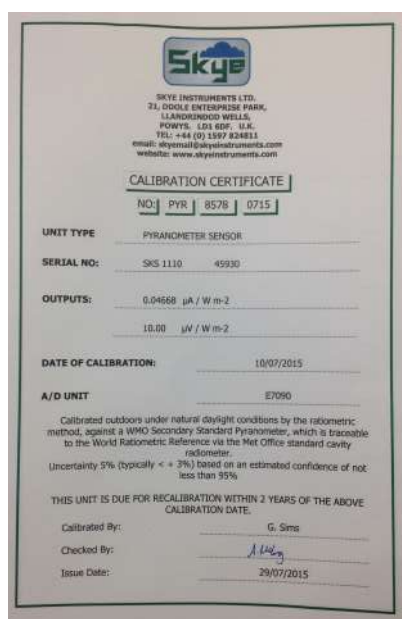 Skye
SKYE INSTRUMENTS LTD.
21, DDOLE ENTERPRISE PARK,
LLANDRINDOD WELLS,
POWYS. LD1 6DF. U.K.
TEL: +44 (0) 1597 824811
email: skyemail@skyeinstruments.com
website: www.skyeinstruments.com
CALIBRATION CERTIFICATE
NO: PYR 8578 0715
UNIT TYPE PYRANOMETER SENSOR
SERIAL NO: SKS 1110 45930
OUTPUTS: 0.04668 µA / W m-2
10.00 µV / W m-2
DATE OF CALIBRATION: 10/07/2015
A/D UNIT E7090
Calibrated outdoors under natural daylight conditions by the ratiometric
method, against a WMO Secondary Standard Pyranometer, which is traceable
to the World Ratiometric Reference via the Met Office standard cavity
radiometer.
Uncertainty 5% (typically < + 3%) based on an estimated confidence of not
less than 95%
THIS UNIT IS DUE FOR RECALIBRATION WITHIN 2 YEARS OF THE ABOVE
CALIBRATION DATE.
Calibrated By: G. Sims
Checked By:
Issue Date: 29/07/2015